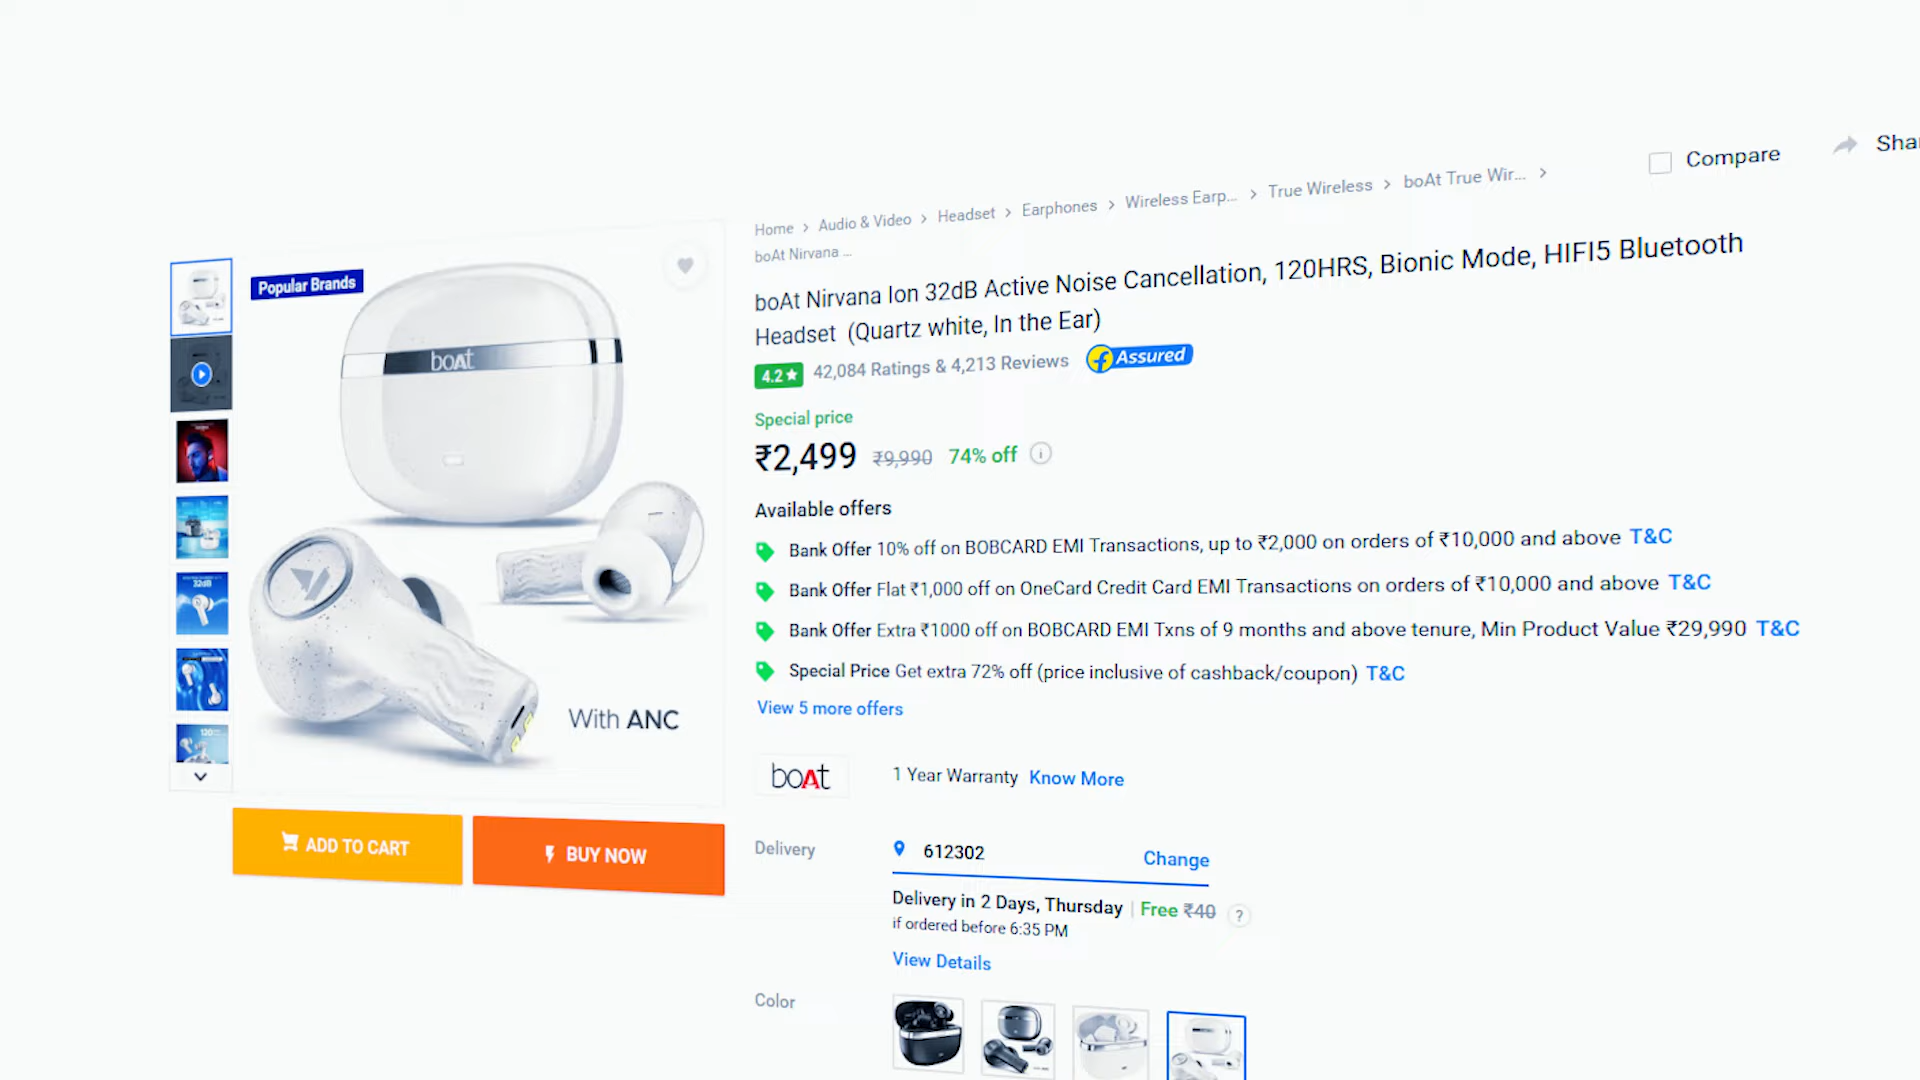 Compare
Shar
Home > Audio & Video > Headset > Earphones > Wireless Earp... > True Wireless > boAt True Wir... >
boAt Nirvana ...
Popular Brands
boAt Nirvana Ion 32dB Active Noise Cancellation, 120HRS, Bionic Mode, HIFI5 Bluetooth
Headset (Quartz white, In the Ear)
boAt
4.2★ 42,084 Ratings & 4,213 Reviews Assured
Special price
₹2,499 ₹9,990 74% off
Available offers
Bank Offer 10% off on BOBCARD EMI Transactions, up to ₹2,000 on orders of ₹10,000 and above T&C
Bank Offer Flat ₹1,000 off on OneCard Credit Card EMI Transactions on orders of ₹10,000 and above T&C
Bank Offer Extra ₹1000 off on BOBCARD EMI Txns of 9 months and above tenure, Min Product Value ₹29,990 T&C
Special Price Get extra 72% off (price inclusive of cashback/coupon) T&C
View 5 more offers
32dB
With ANC
120
boAt
1 Year Warranty Know More
ADD TO CART
BUY NOW
Delivery
612302
Change
Delivery in 2 Days, Thursday | Free ₹40 ?
if ordered before 6:35 PM
View Details
Color